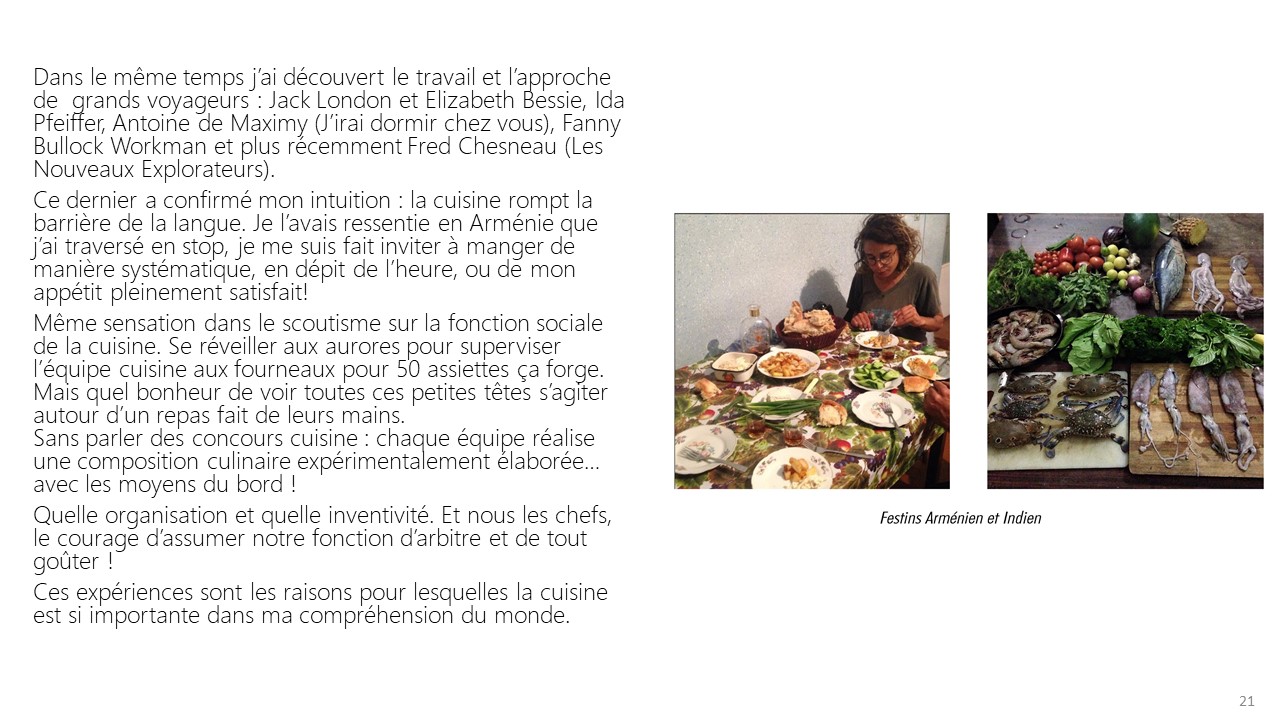 Dans le même temps j’ai découvert le travail et l’approche
de  grands voyageurs : Jack London et Elizabeth Bessie, Ida
Pfeiffer, Antoine de Maximy (J’irai dormir chez vous), Fanny
Bullock Workman et plus récemment Fred Chesneau (Les
Nouveaux Explorateurs).
Ce dernier a confirmé mon intuition : la cuisine rompt la
barrière de la langue. Je l’avais ressentie en Arménie que
j’ai traversé en stop, je me suis fait inviter à manger de
manière systématique, en dépit de l’heure, ou de mon
appétit pleinement satisfait!
Même sensation dans le scoutisme sur la fonction sociale
de la cuisine. Se réveiller aux aurores pour superviser
l’équipe cuisine aux fourneaux pour 50 assiettes ça forge.
Mais quel bonheur de voir toutes ces petites têtes s’agiter
autour d’un repas fait de leurs mains.
Sans parler des concours cuisine : chaque équipe réalise
une composition culinaire expérimentalement élaborée…
avec les moyens du bord !
Quelle organisation et quelle inventivité. Et nous les chefs,
le courage d’assumer notre fonction d’arbitre et de tout
goûter !
Ces expériences sont les raisons pour lesquelles la cuisine
est si importante dans ma compréhension du monde.
Festins Arménien et Indien
21